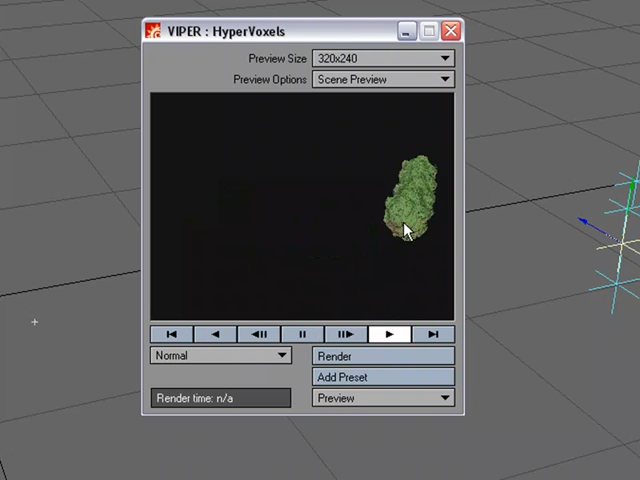 VIPER : HyperVoxels
Preview Size 320x240
Preview Options Scene Preview
Normal
Render
Add Preset
Render time: n/a
Preview